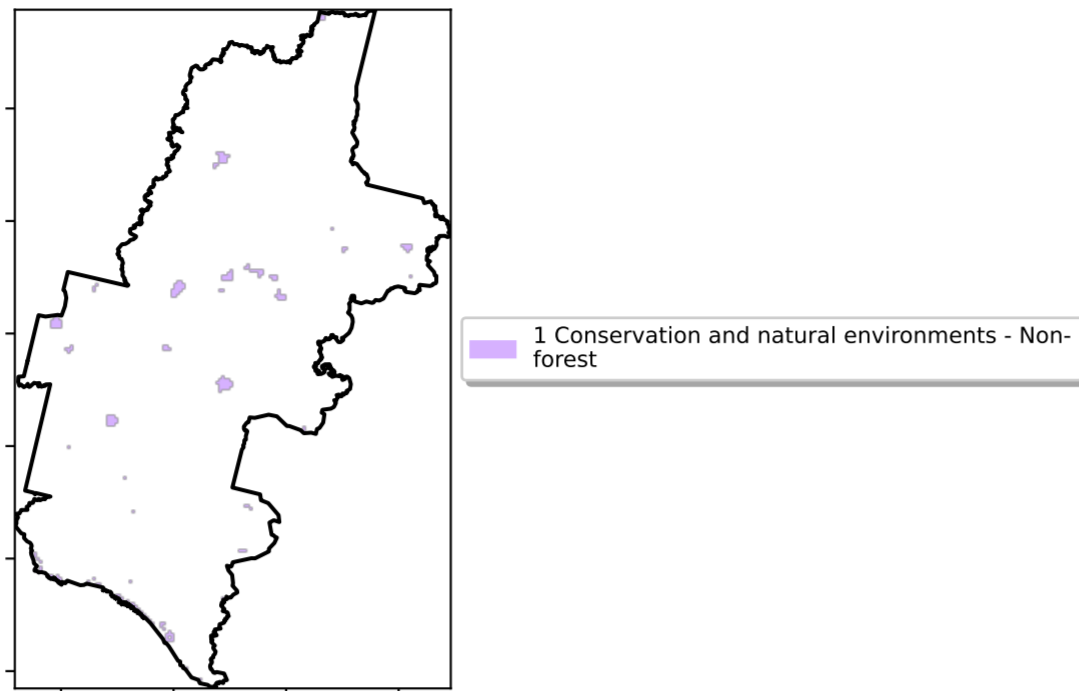 1 Conservation and natural environments - Non-
forest